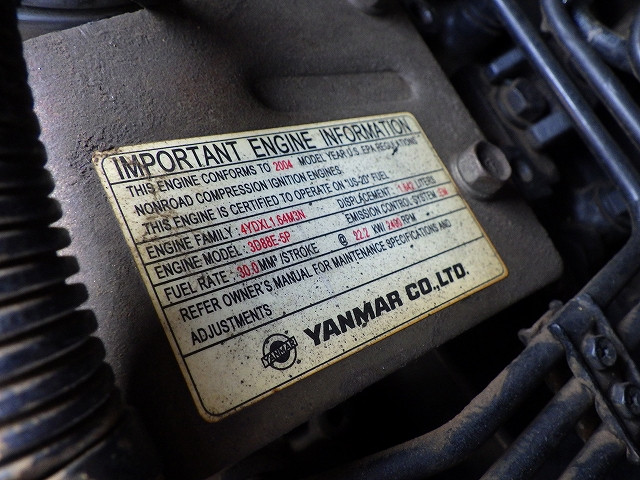 IMPORTANT ENGINE INFORMATION
THIS ENGINE CONFORMS TO 2004 MODEL YEAR U.S. EPA REGULATIONS
NONROAD COMPRESSION IGNITION ENGINES.
THIS ENGINE IS CERTIFIED TO OPERATE ON "US-2D" FUEL
ENGINE FAMILY : 4YDXL1.64M3N DISPLACEMENT : 1.642 LITERS
ENGINE MODEL : 3D88E-5P EMISSION CONTROL SYSTEM : EM
FUEL RATE : 30.0 MM³/STROKE @ 22.2 KW/ 2400 RPM
REFER OWNER'S MANUAL FOR MAINTENANCE SPECIFICATIONS AND
ADJUSTMENTS
YANMAR YANMAR CO.,LTD.